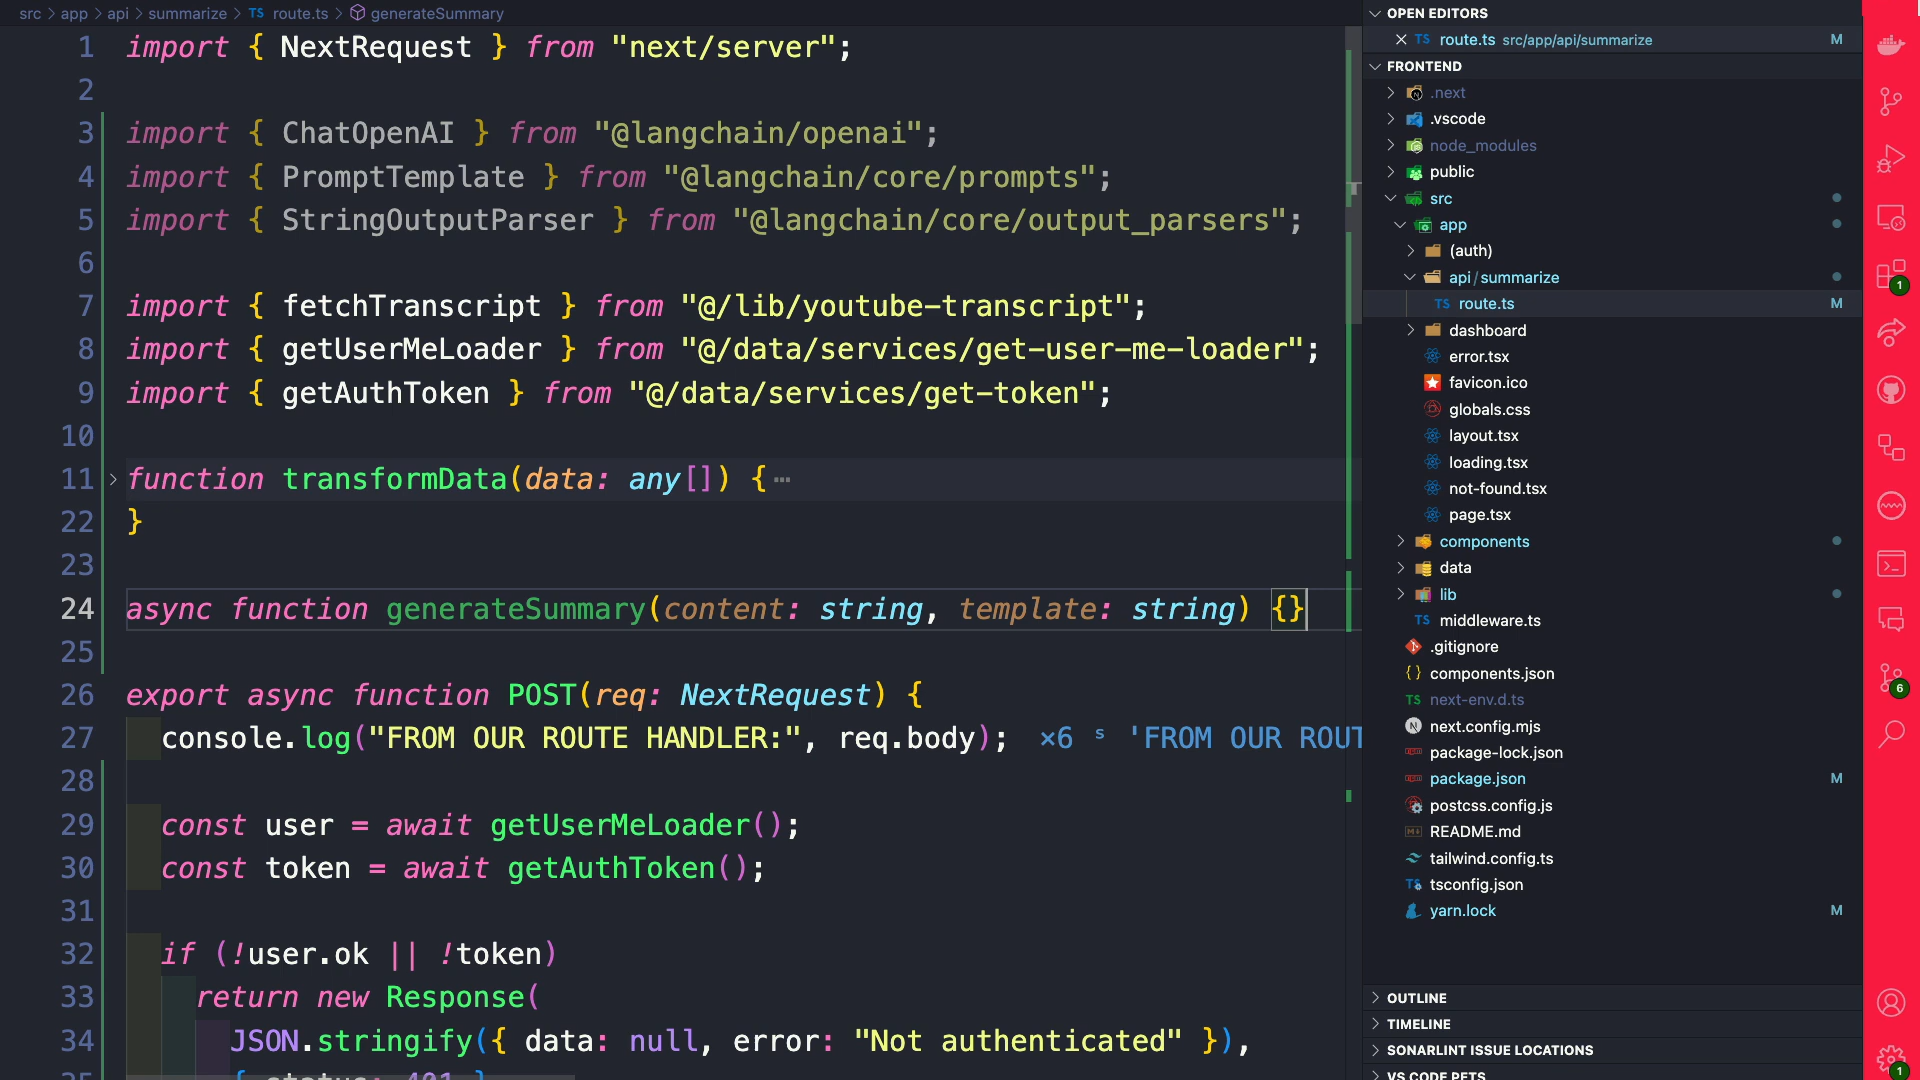 src > app > api > summarize > TS route.ts > generateSummary
1 import { NextRequest } from "next/server";
2
3 import { ChatOpenAI } from "@langchain/openai";
4 import { PromptTemplate } from "@langchain/core/prompts";
5 import { StringOutputParser } from "@langchain/core/output_parsers";
6
7 import { fetchTranscript } from "@/lib/youtube-transcript";
8 import { getUserMeLoader } from "@/data/services/get-user-me-loader";
9 import { getAuthToken } from "@/data/services/get-token";
10
11 function transformData(data: any[]) { ⋯
22 }
23
24 async function generateSummary(content: string, template: string) {}
25
26 export async function POST(req: NextRequest) {
27 console.log("FROM OUR ROUTE HANDLER:", req.body); ×6 s 'FROM OUR ROUT
28
29 const user = await getUserMeLoader();
30 const token = await getAuthToken();
31
32 if (!user.ok || !token)
33 return new Response(
34 JSON.stringify({ data: null, error: "Not authenticated" }),
35 { status: 401 }
OPEN EDITORS
TS route.ts src/app/api/summarize M
FRONTEND
.next
.vscode
node_modules
public
src
app
(auth)
api/summarize
TS route.ts M
dashboard
error.tsx
favicon.ico
globals.css
layout.tsx
loading.tsx
not-found.tsx
page.tsx
components
data
lib
TS middleware.ts
.gitignore
{} components.json
TS next-env.d.ts
N next.config.mjs
package-lock.json
package.json M
postcss.config.js
README.md
tailwind.config.ts
TS tsconfig.json
yarn.lock M
OUTLINE
TIMELINE
SONARLINT ISSUE LOCATIONS
VS CODE PETS
1
6
1